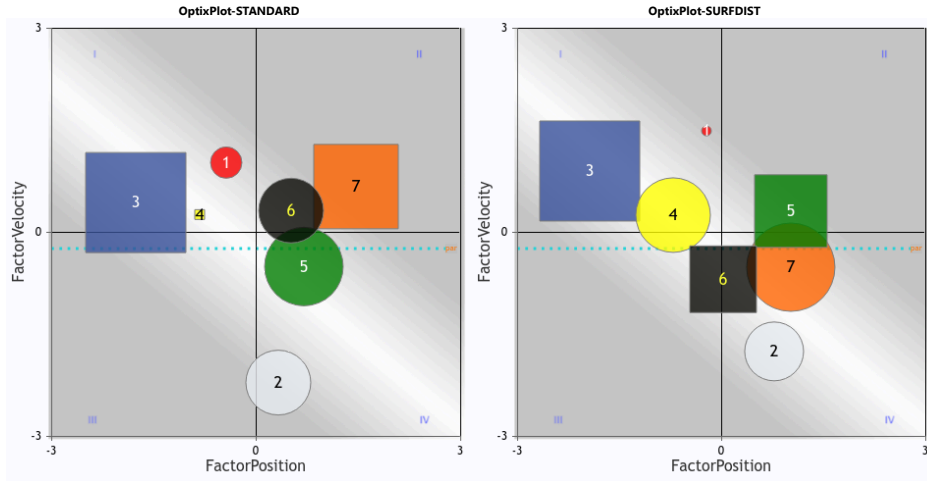 OptixPlot-STANDARD
3
I
II
FactorVelocity
1
3
7
4
6
0
par
5
2
III
IV
-3
-3
0
3
FactorPosition
OptixPlot-SURFDIST
3
I
II
FactorVelocity
1
3
4
5
0
par
7
6
2
III
IV
-3
-3
0
3
FactorPosition